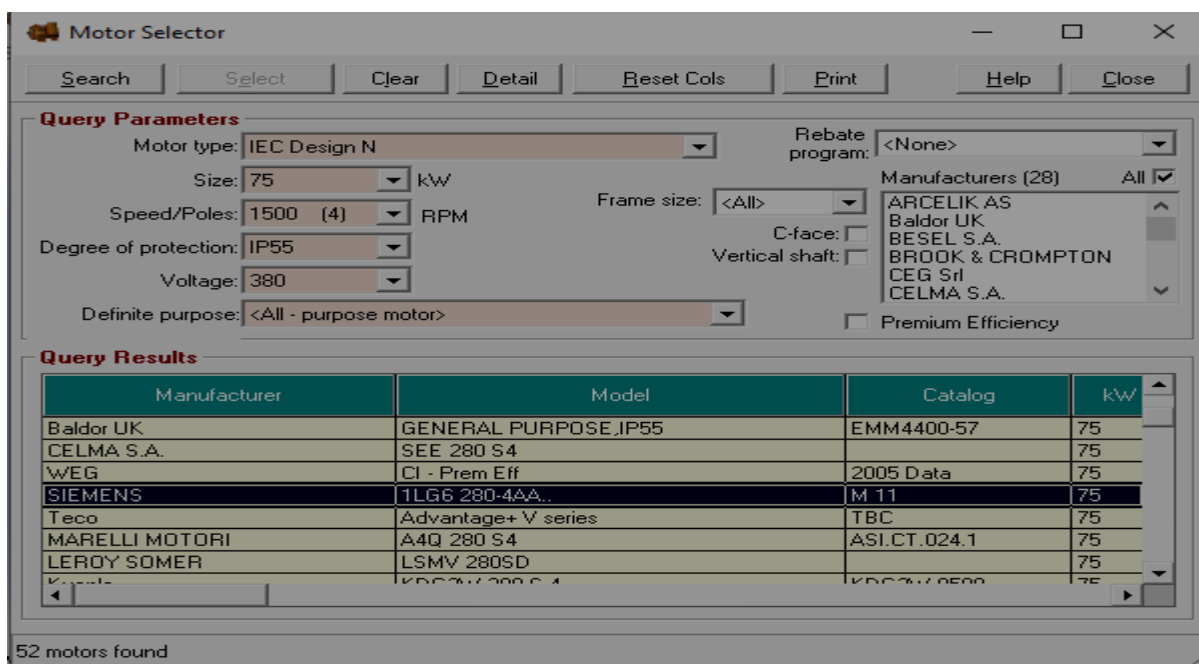 Motor Selector
Search Select Clear Detail Reset Cols Print Help Close
Query Parameters
Motor type: IEC Design N
Rebate program: <None>
Size: 75 kW
Manufacturers (28) All
Speed/Poles: 1500 (4) RPM
Frame size: <All>
ARCELIK AS
Baldor UK
C-face:
BESEL S.A.
Degree of protection: IP55
Vertical shaft:
BROOK & CROMPTON
CEG Srl
Voltage: 380
CELMA S.A.
Definite purpose: <All - purpose motor>
Premium Efficiency
Query Results
Manufacturer Model Catalog kW
Baldor UK GENERAL PURPOSE,IP55 EMM4400-57 75
CELMA S.A. SEE 280 S4 75
WEG CI - Prem Eff 2005 Data 75
SIEMENS 1LG6 280-4AA.. M 11 75
Teco Advantage+ V series TBC 75
MARELLI MOTORI A4Q 280 S4 ASI.CT.024.1 75
LEROY SOMER LSMV 280SD 75
52 motors found